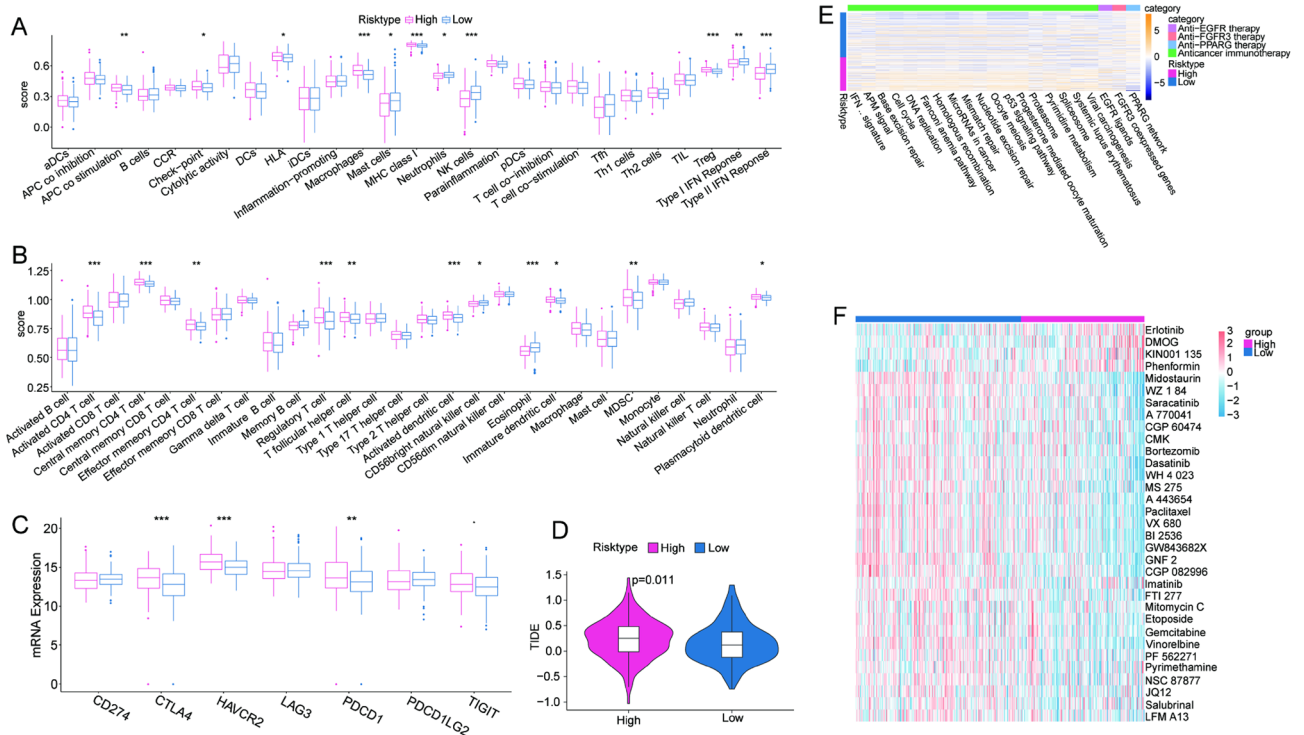 A
Risktype High Low
** * * *** * *** * *** *** ** ***
score
0.6
0.3
0.0
aDCs
APC co inhibition
APC co stimulation
B cells
CCR
Check-point
Cytolytic activity
DCs
HLA
iDCs
Inflammation-promoting
Macrophages
Mast cells
MHC class I
Neutrophils
NK cells
Parainflammation
pDCs
T cell co-inhibition
T cell co-stimulation
Tfh
Th1 cells
Th2 cells
TIL
Treg
Type I IFN Reponse
Type II IFN Reponse
B
*** *** ** *** ** *** * *** * ** *
score
1.25
1.00
0.75
0.50
0.25
Activated B cell
Activated CD4 T cell
Activated CD8 T cell
Central memory CD4 T cell
Central memory CD8 T cell
Effector memory CD4 T cell
Effector memory CD8 T cell
Gamma delta T cell
Immature B cell
Memory B cell
Regulatory T cell
T follicular helper cell
Type 1 T helper cell
Type 17 T helper cell
Type 2 T helper cell
Activated dendritic cell
CD56bright natural killer cell
CD56dim natural killer cell
Eosinophil
Immature dendritic cell
Macrophage
Mast cell
MDSC
Monocyte
Natural killer cell
Natural killer T cell
Neutrophil
Plasmacytoid dendritic cell
C
*** *** **
mRNA Expression
20
15
10
5
0
CD274
CTLA4
HAVCR2
LAG3
PDCD1
PDCD1LG2
TIGIT
D
Risktype High Low
p=0.011
TIDE
1.5
1.0
0.5
0.0
−0.5
−1.0
High Low
E
Risktype
IFN
signature
APM signal
Base excision repair
Cell cycle
DNA replication
Fanconi anemia pathway
Homologous recombination
MicroRNAs in cancer
Mismatch repair
Nucleotide excision repair
Oocyte meiosis
p53 signaling pathway
Progesterone mediated oocyte maturation
Proteasome
Pyrimidine metabolism
Spliceosome
Systemic lupus erythematosus
Viral carcinogenesis
EGFR ligands
FGFR3 coexpressed genes
PPARG network
category
5
0
−5
category
Anti−EGFR therapy
Anti−FGFR3 therapy
Anti−PPARG therapy
Anticancer immunotherapy
Risktype
High
Low
F
Erlotinib
DMOG
KIN001 135
Phenformin
Midostaurin
WZ 1 84
Saracatinib
A 770041
CGP 60474
CMK
Bortezomib
Dasatinib
WH 4 023
MS 275
A 443654
Paclitaxel
VX 680
BI 2536
GW843682X
GNF 2
CGP 082996
Imatinib
FTI 277
Mitomycin C
Etoposide
Gemcitabine
Vinorelbine
PF 562271
Pyrimethamine
NSC 87877
JQ12
Salubrinal
LFM A13
3
2
1
0
−1
−2
−3
group
High
Low